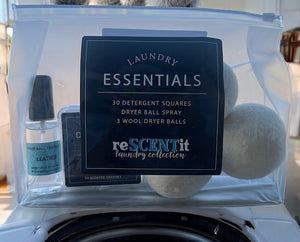 LAUNDRY
ESSENTIALS
30 DETERGENT SQUARES
DRYER BALL SPRAY
3 WOOL DRYER BALLS
reSCENTit
laundry collection
LEATHER